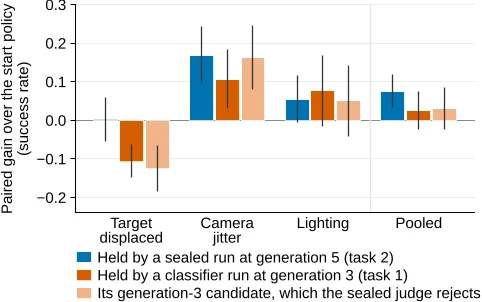 Paired gain over the start policy
(success rate)
0.3
0.2
0.1
0.0
−0.1
−0.2
Target
displaced
Camera
jitter
Lighting
Pooled
Held by a sealed run at generation 5 (task 2)
Held by a classifier run at generation 3 (task 1)
Its generation-3 candidate, which the sealed judge rejects